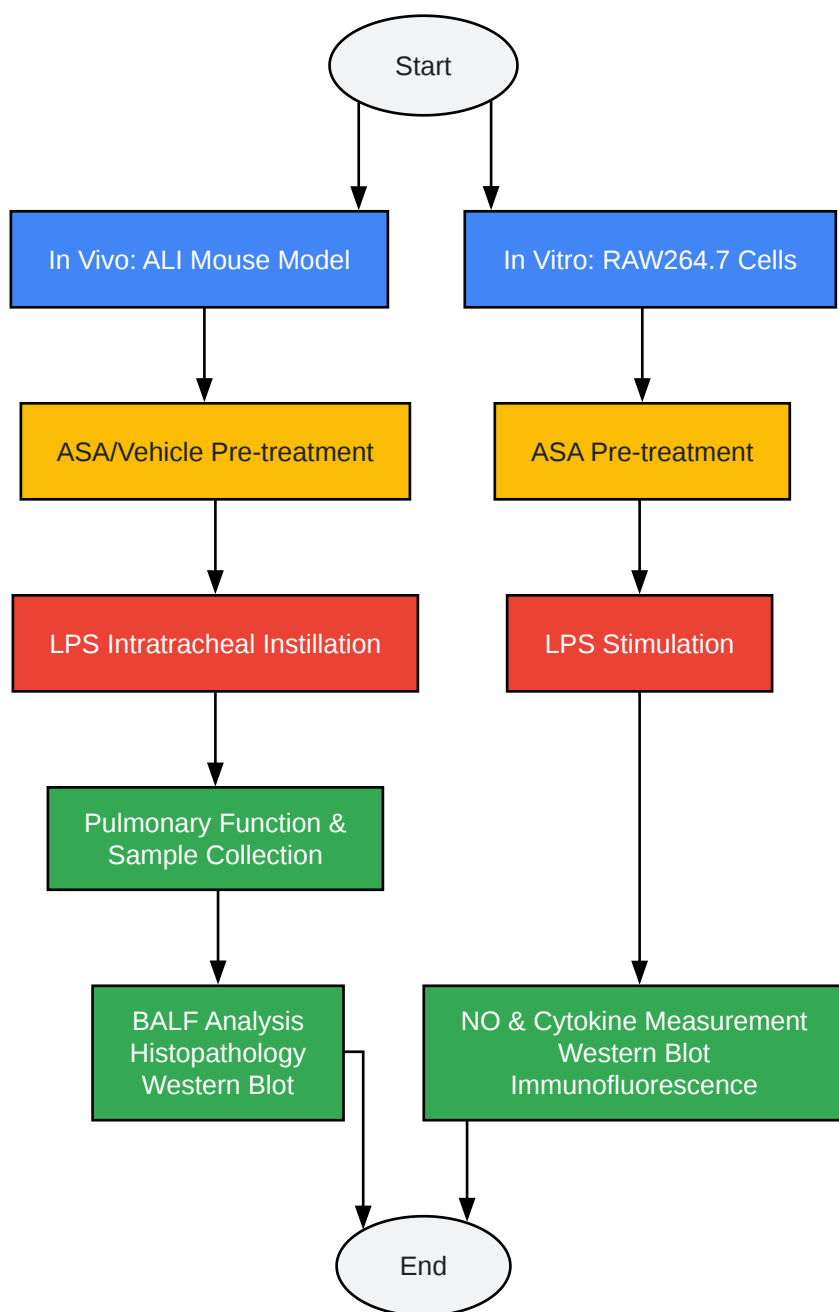 Start
In Vivo: ALI Mouse Model
In Vitro: RAW264.7 Cells
ASA/Vehicle Pre-treatment
ASA Pre-treatment
LPS Intratracheal Instillation
LPS Stimulation
Pulmonary Function &
Sample Collection
BALF Analysis
Histopathology
Western Blot
NO & Cytokine Measurement
Western Blot
Immunofluorescence
End